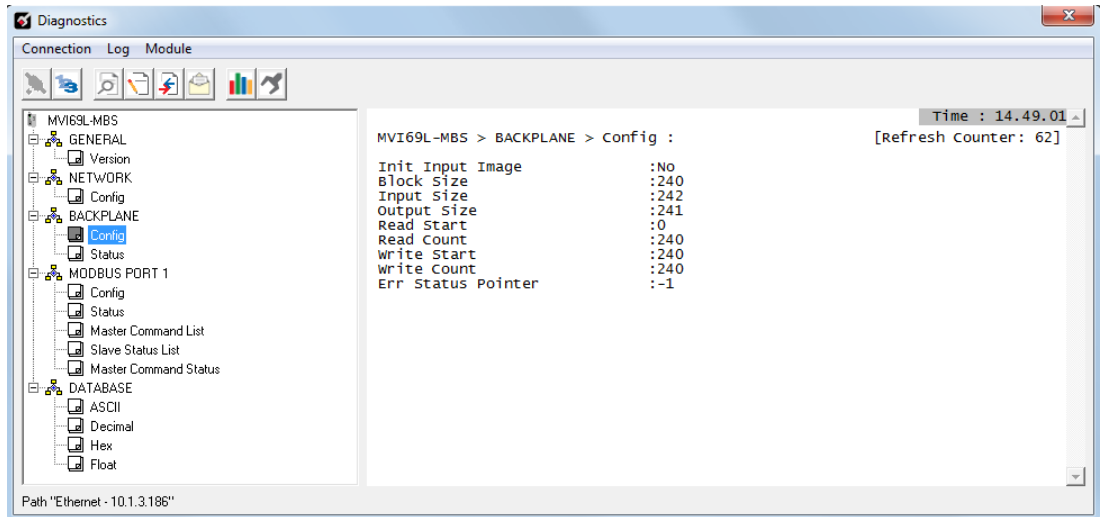 Diagnostics
Connection Log Module
MVI69L-MBS
GENERAL
Version
NETWORK
Config
BACKPLANE
Config
Status
MODBUS PORT 1
Config
Status
Master Command List
Slave Status List
Master Command Status
DATABASE
ASCII
Decimal
Hex
Float
Time : 14.49.01
MVI69L-MBS > BACKPLANE > Config : [Refresh Counter: 62]
Init Input Image :No
Block Size :240
Input Size :242
Output Size :241
Read Start :0
Read Count :240
Write Start :240
Write Count :240
Err Status Pointer :-1
Path "Ethernet - 10.1.3.186"